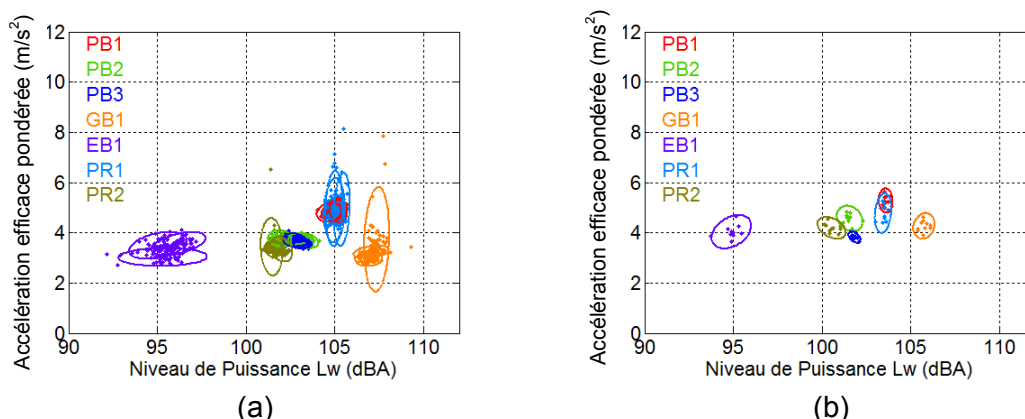 Accélération efficace pondérée (m/s²)
12
10
8
6
4
2
0
PB1
PB2
PB3
GB1
EB1
PR1
PR2
90 95 100 105 110
Niveau de Puissance Lw (dBA)
(a)
Accélération efficace pondérée (m/s²)
12
10
8
6
4
2
0
PB1
PB2
PB3
GB1
EB1
PR1
PR2
90 95 100 105 110
Niveau de Puissance Lw (dBA)
(b)